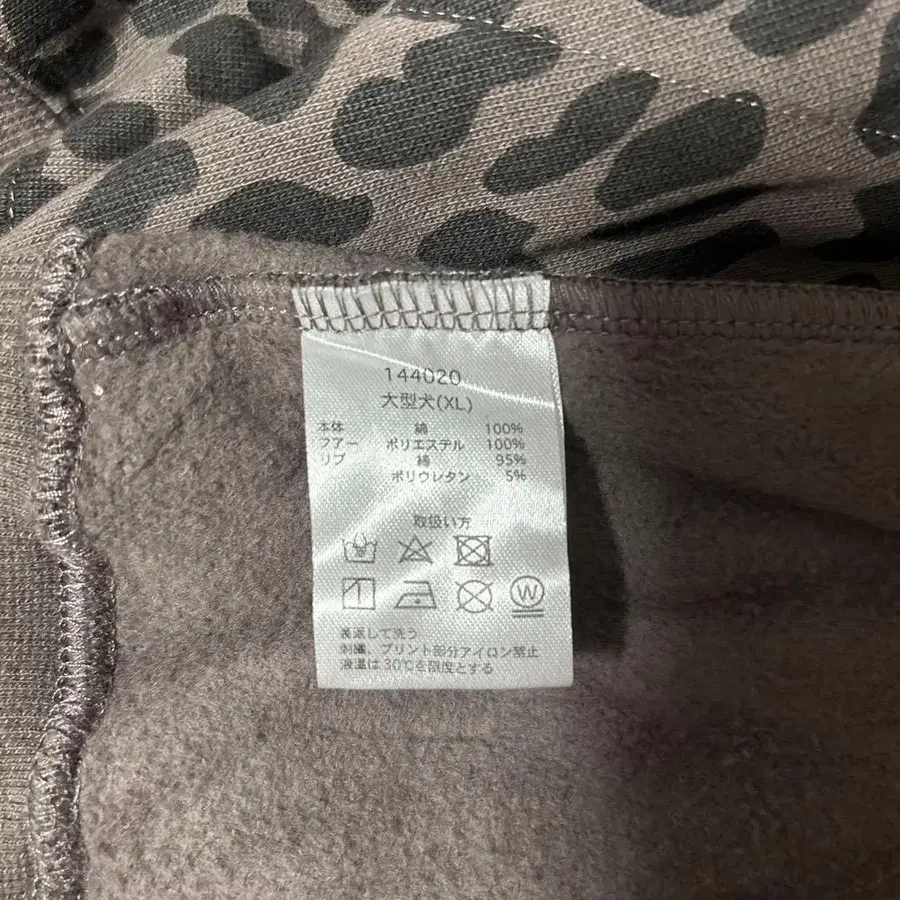 144020
大型犬(XL)
本体 綿 100%
ファー ポリエステル 100%
リブ 綿 95%
ポリウレタン 5%
取扱い方
W
裏返して洗う
刺繍、プリント部分アイロン禁止
液温は30℃を限度とする